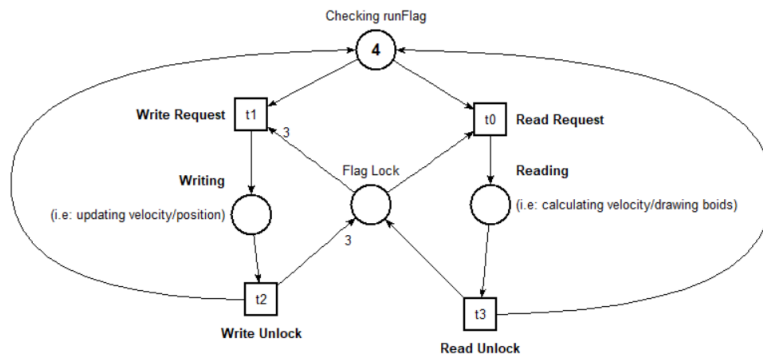 Checking runFlag
4
Write Request
t1
3
t0
Read Request
Flag Lock
Writing
Reading
(i.e: updating velocity/position)
(i.e: calculating velocity/drawing boids)
3
t2
t3
Write Unlock
Read Unlock